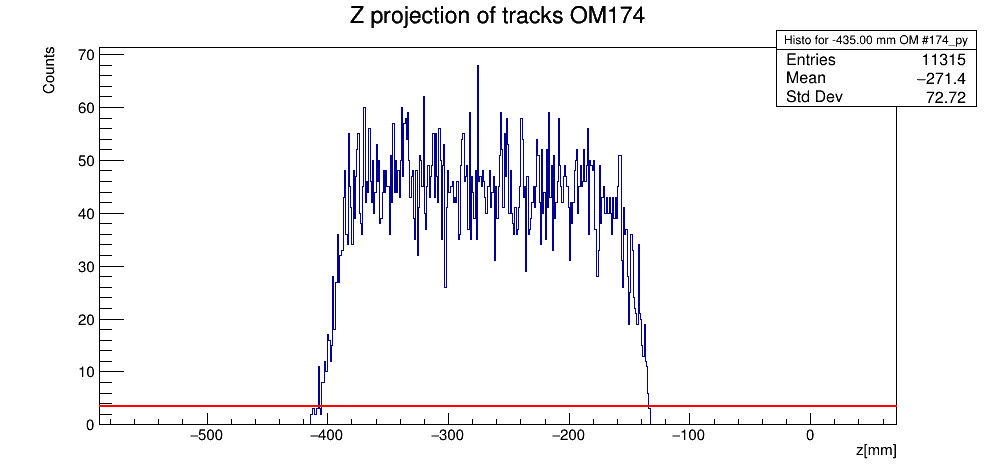 Z projection of tracks OM174
Histo for -435.00 mm OM #174_py
Entries 11315
Mean −271.4
Std Dev 72.72
Counts
70
60
50
40
30
20
10
0
−500 −400 −300 −200 −100 0
z[mm]